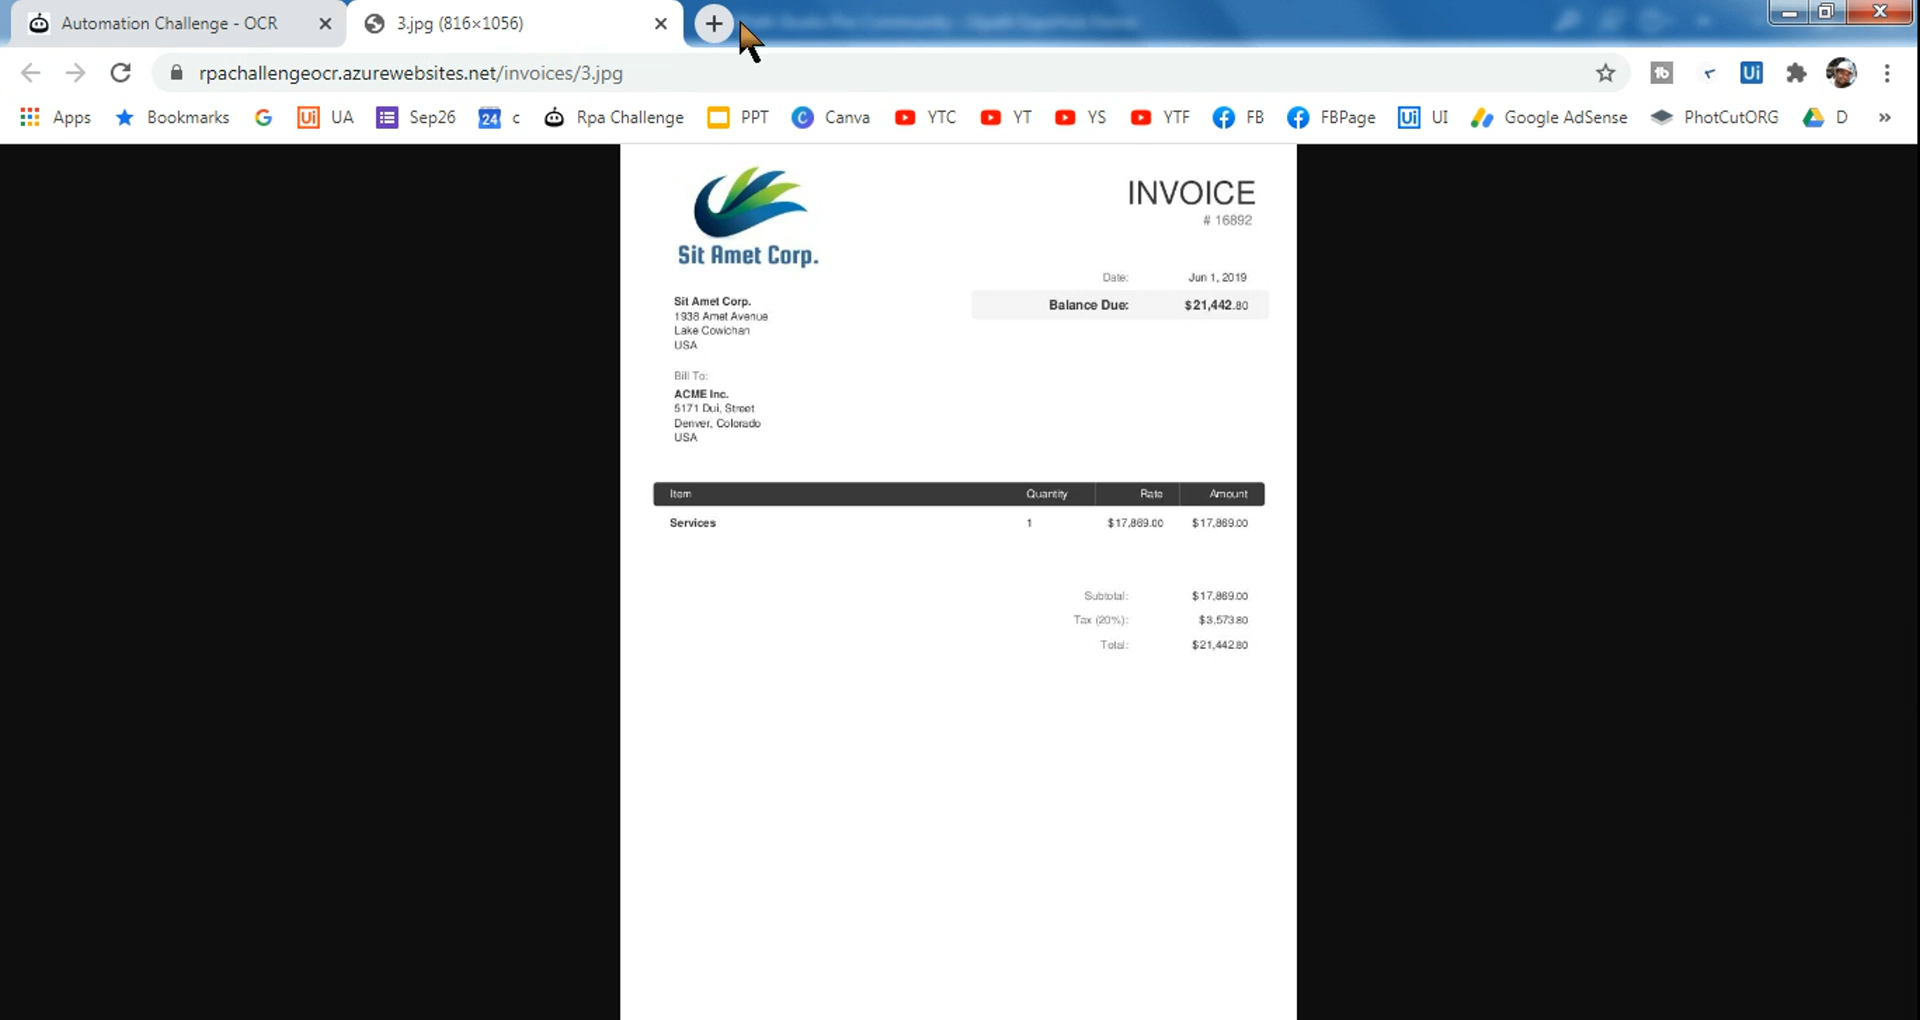 Automation Challenge - OCR
3.jpg (816×1056)
rpachallengeocr.azurewebsites.net/invoices/3.jpg
Apps Bookmarks UA Sep26 24 c Rpa Challenge PPT Canva YTC YT YS YTF FB FBPage UI Google AdSense PhotCutORG D »
INVOICE
# 16892
Sit Amet Corp.
Date: Jun 1, 2019
Balance Due: $21,442.80
Sit Amet Corp.
1938 Amet Avenue
Lake Cowichan
USA
Bill To:
ACME Inc.
5171 Dui, Street
Denver, Colorado
USA
Item Quantity Rate Amount
Services 1 $17,869.00 $17,869.00
Subtotal: $17,869.00
Tax (20%): $3,573.80
Total: $21,442.80